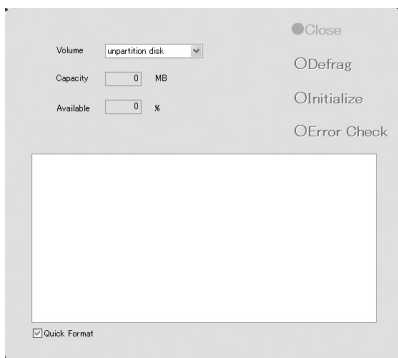 Close
Volume unpartition disk
Defrag
Capacity 0 MB
Initialize
Available 0 %
Error Check
Quick Format